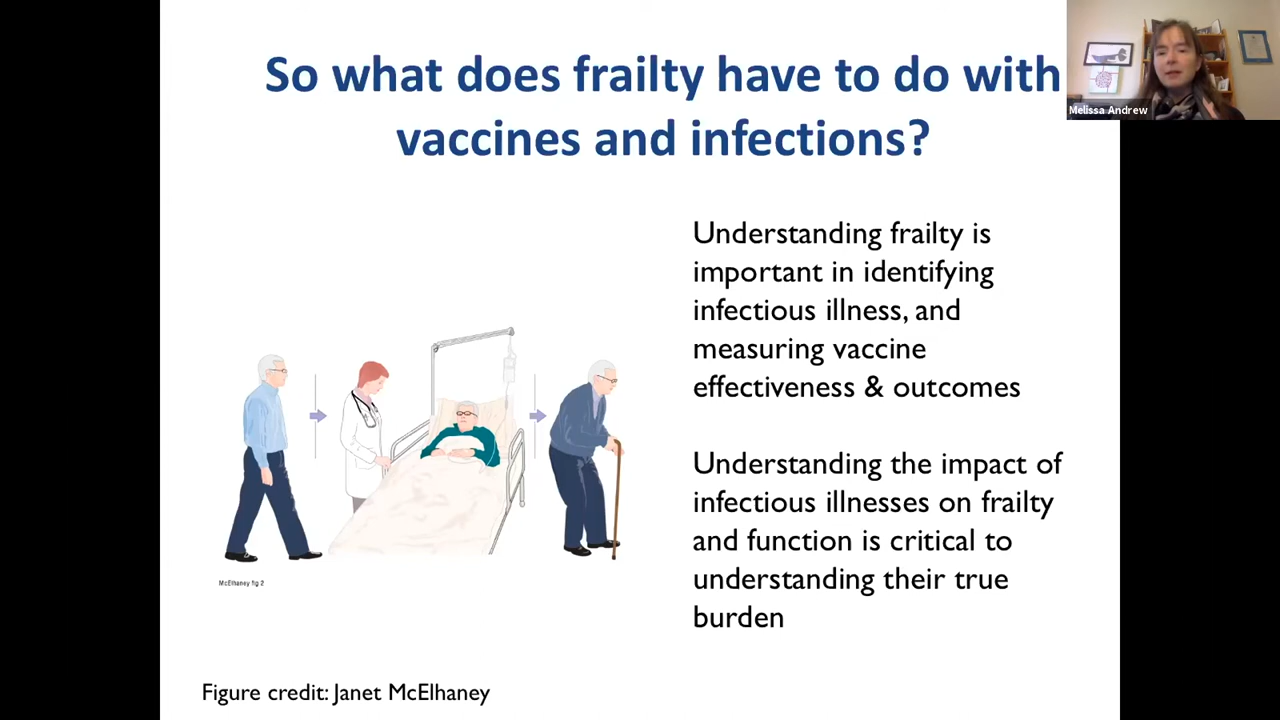 So what does frailty have to do with
vaccines and infections?
Melissa Andrew
Understanding frailty is
important in identifying
infectious illness, and
measuring vaccine
effectiveness & outcomes
Understanding the impact of
infectious illnesses on frailty
and function is critical to
understanding their true
burden
McElhaney fig 2
Figure credit: Janet McElhaney